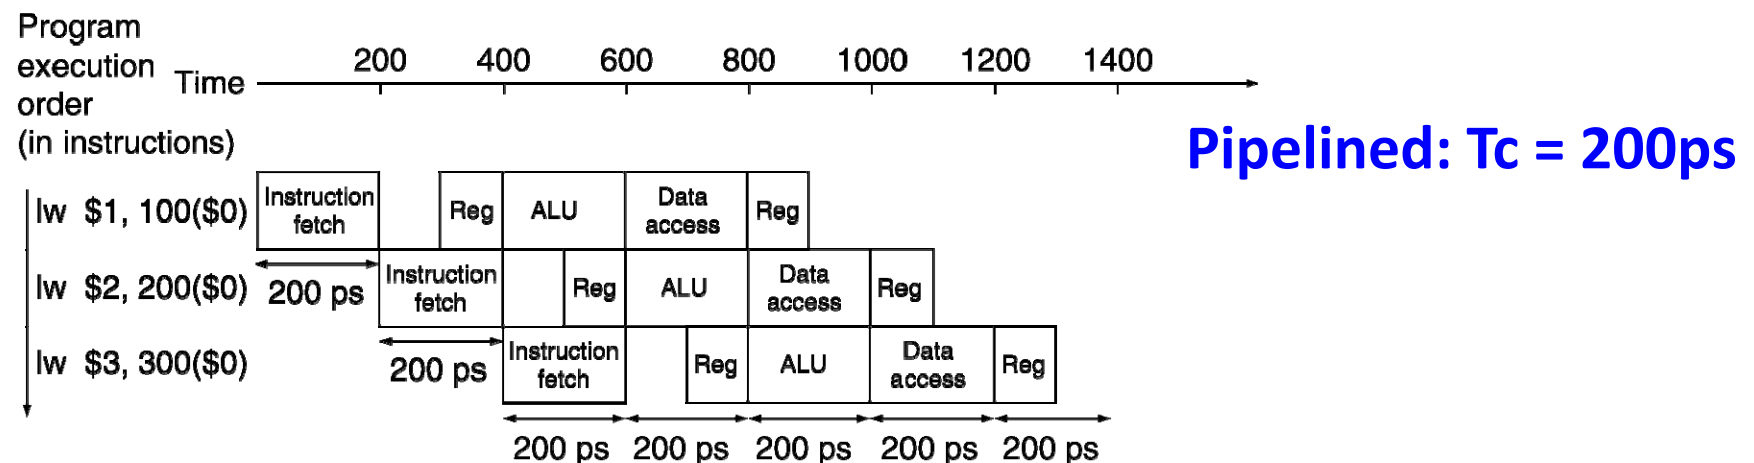 Program
execution
order
(in instructions)
Time
200 400 600 800 1000 1200 1400
Pipelined: Tc = 200ps
lw $1, 100($0)
Instruction
fetch
Reg
ALU
Data
access
Reg
lw $2, 200($0)
200 ps
Instruction
fetch
Reg
ALU
Data
access
Reg
lw $3, 300($0)
200 ps
Instruction
fetch
Reg
ALU
Data
access
Reg
200 ps 200 ps 200 ps 200 ps 200 ps